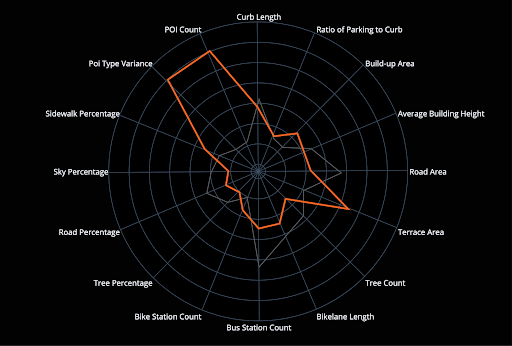 Curb Length
POI Count
Ratio of Parking to Curb
Poi Type Variance
Build-up Area
Sidewalk Percentage
Average Building Height
Sky Percentage
Road Area
Road Percentage
Terrace Area
Tree Percentage
Tree Count
Bike Station Count
Bikelane Length
Bus Station Count